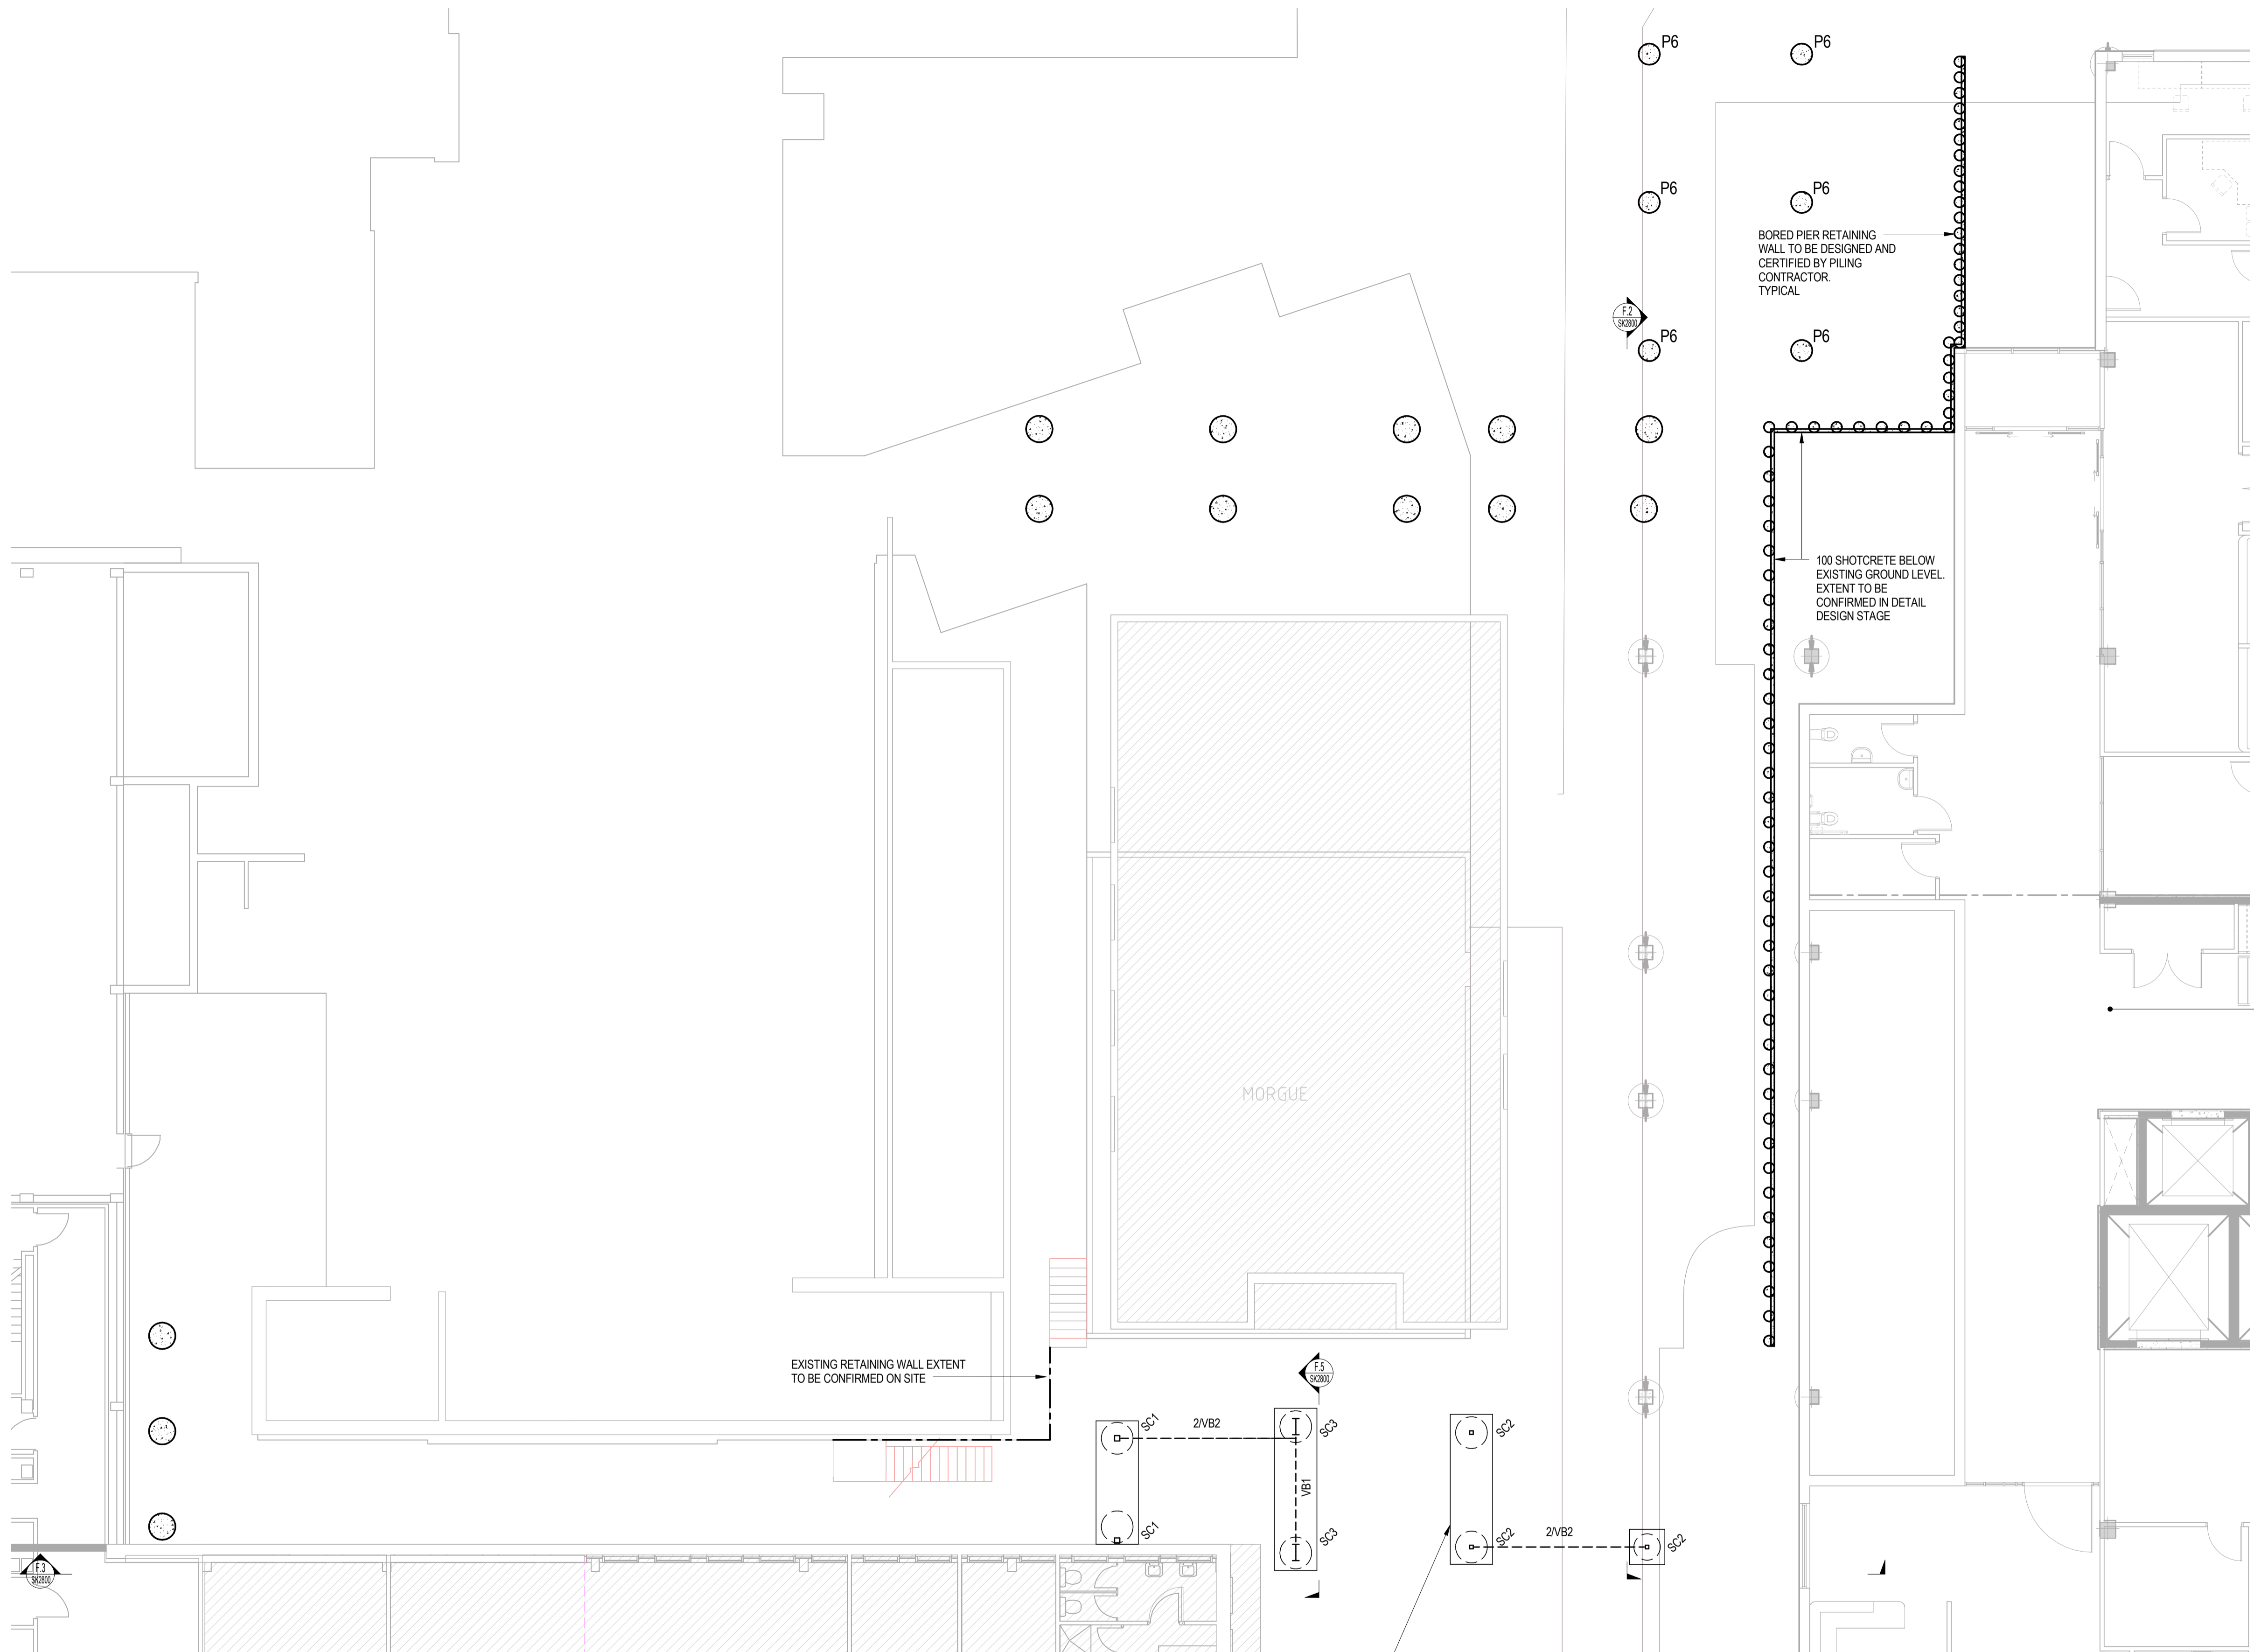 P6
P6
P6
P6
BORED PIER RETAINING
WALL TO BE DESIGNED AND
CERTIFIED BY PILING
CONTRACTOR.
TYPICAL
F.2
SK2800
P6
P6
100 SHOTCRETE BELOW
EXISTING GROUND LEVEL.
EXTENT TO BE
CONFIRMED IN DETAIL
DESIGN STAGE
MORGUE
EXISTING RETAINING WALL EXTENT
TO BE CONFIRMED ON SITE
F.5
SK2800
SC1
2/VB2
SC3
SC2
VB1
SC1
SC3
SC2
2/VB2
SC2
F.3
SK2800